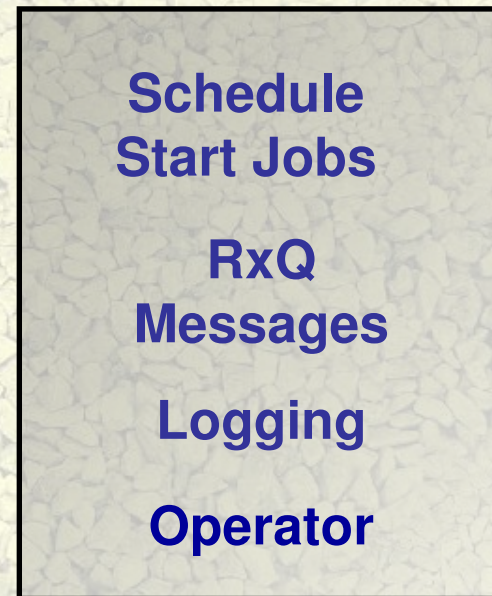 Schedule
Start Jobs
RxQ
Messages
Logging
Operator